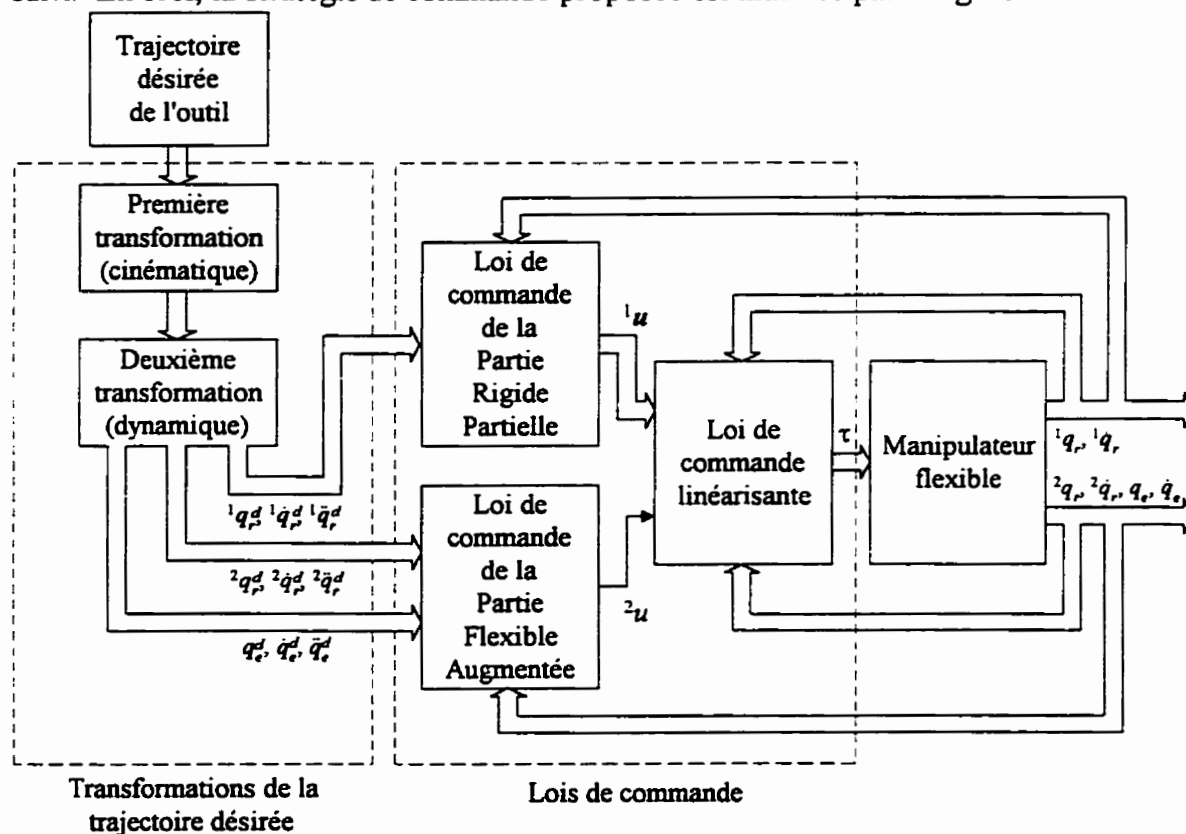 Trajectoire
désirée
de l'outil
Première
transformation
(cinématique)
Deuxième
transformation
(dynamique)
¹q_r^d, ¹q̇_r^d, ¹q̈_r^d
²q_r^d, ²q̇_r^d, ²q̈_r^d
q_e^d, q̇_e^d, q̈_e^d
Transformations de la
trajectoire désirée
Loi de
commande
de la
Partie
Rigide
Partielle
¹u
Loi de
commande
de la
Partie
Flexible
Augmentée
²u
Loi de
commande
linéarisante
τ
Manipulateur
flexible
¹q_r, ¹q̇_r
²q_r, ²q̇_r, q_e, q̇_e
Lois de commande